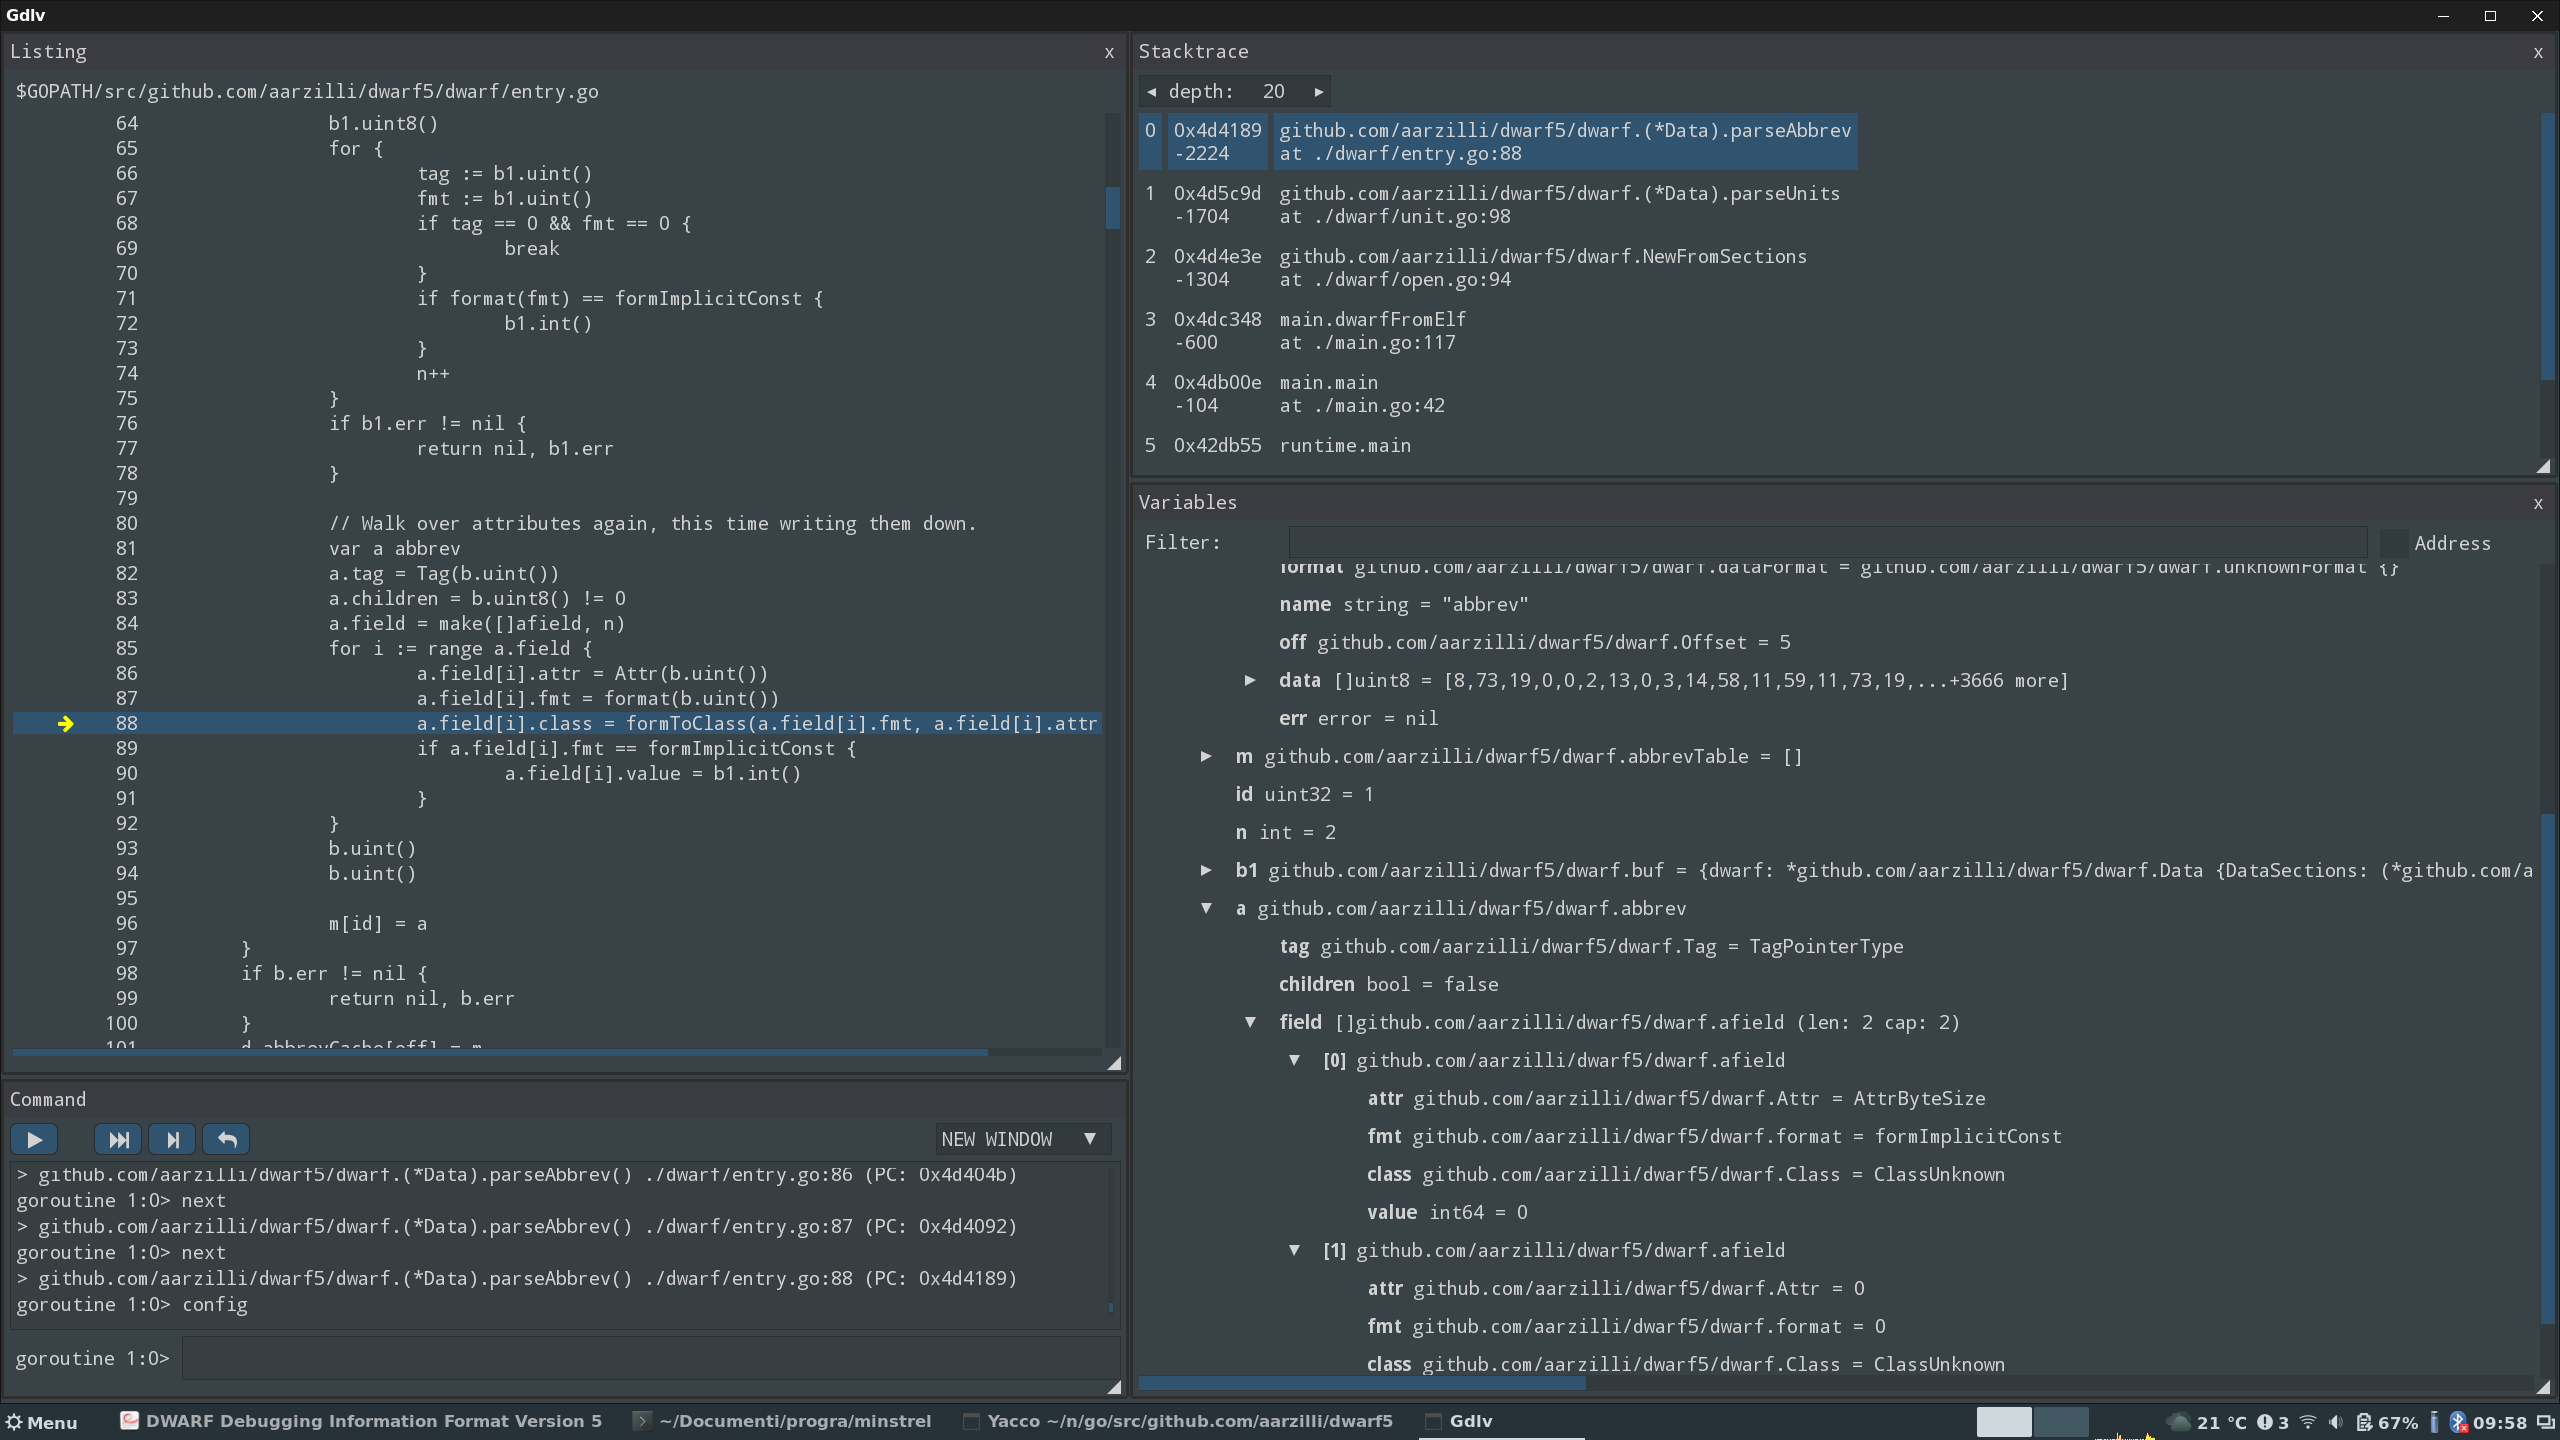 Gdlv
Listing x
$GOPATH/src/github.com/aarzilli/dwarf5/dwarf/entry.go
64 b1.uint8()
65 for {
66 tag := b1.uint()
67 fmt := b1.uint()
68 if tag == 0 && fmt == 0 {
69 break
70 }
71 if format(fmt) == formImplicitConst {
72 b1.int()
73 }
74 n++
75 }
76 if b1.err != nil {
77 return nil, b1.err
78 }
79
80 // Walk over attributes again, this time writing them down.
81 var a abbrev
82 a.tag = Tag(b.uint())
83 a.children = b.uint8() != 0
84 a.field = make([]afield, n)
85 for i := range a.field {
86 a.field[i].attr = Attr(b.uint())
87 a.field[i].fmt = format(b.uint())
88 a.field[i].class = formToClass(a.field[i].fmt, a.field[i].attr
89 if a.field[i].fmt == formImplicitConst {
90 a.field[i].value = b1.int()
91 }
92 }
93 b.uint()
94 b.uint()
95
96 m[id] = a
97 }
98 if b.err != nil {
99 return nil, b.err
100 }
101 d.abbrevCache[off] = m
Command
NEW WINDOW
> github.com/aarzilli/dwarf5/dwarf.(*Data).parseAbbrev() ./dwarf/entry.go:86 (PC: 0x4d404b)
goroutine 1:0> next
> github.com/aarzilli/dwarf5/dwarf.(*Data).parseAbbrev() ./dwarf/entry.go:87 (PC: 0x4d4092)
goroutine 1:0> next
> github.com/aarzilli/dwarf5/dwarf.(*Data).parseAbbrev() ./dwarf/entry.go:88 (PC: 0x4d4189)
goroutine 1:0> config
goroutine 1:0>
Stacktrace x
depth: 20
0 0x4d4189 github.com/aarzilli/dwarf5/dwarf.(*Data).parseAbbrev
-2224 at ./dwarf/entry.go:88
1 0x4d5c9d github.com/aarzilli/dwarf5/dwarf.(*Data).parseUnits
-1704 at ./dwarf/unit.go:98
2 0x4d4e3e github.com/aarzilli/dwarf5/dwarf.NewFromSections
-1304 at ./dwarf/open.go:94
3 0x4dc348 main.dwarfFromElf
-600 at ./main.go:117
4 0x4db00e main.main
-104 at ./main.go:42
5 0x42db55 runtime.main
Variables x
Filter: Address
format github.com/aarzilli/dwarf5/dwarf.dataFormat = github.com/aarzilli/dwarf5/dwarf.unknownFormat {}
name string = "abbrev"
off github.com/aarzilli/dwarf5/dwarf.Offset = 5
data []uint8 = [8,73,19,0,0,2,13,0,3,14,58,11,59,11,73,19,...+3666 more]
err error = nil
m github.com/aarzilli/dwarf5/dwarf.abbrevTable = []
id uint32 = 1
n int = 2
b1 github.com/aarzilli/dwarf5/dwarf.buf = {dwarf: *github.com/aarzilli/dwarf5/dwarf.Data {DataSections: (*github.com/a
a github.com/aarzilli/dwarf5/dwarf.abbrev
tag github.com/aarzilli/dwarf5/dwarf.Tag = TagPointerType
children bool = false
field []github.com/aarzilli/dwarf5/dwarf.afield (len: 2 cap: 2)
[0] github.com/aarzilli/dwarf5/dwarf.afield
attr github.com/aarzilli/dwarf5/dwarf.Attr = AttrByteSize
fmt github.com/aarzilli/dwarf5/dwarf.format = formImplicitConst
class github.com/aarzilli/dwarf5/dwarf.Class = ClassUnknown
value int64 = 0
[1] github.com/aarzilli/dwarf5/dwarf.afield
attr github.com/aarzilli/dwarf5/dwarf.Attr = 0
fmt github.com/aarzilli/dwarf5/dwarf.format = 0
class github.com/aarzilli/dwarf5/dwarf.Class = ClassUnknown
Menu DWARF Debugging Information Format Version 5 ~/Documenti/progra/minstrel Yacco ~/n/go/src/github.com/aarzilli/dwarf5 Gdlv 21 °C 3 67% 09:58